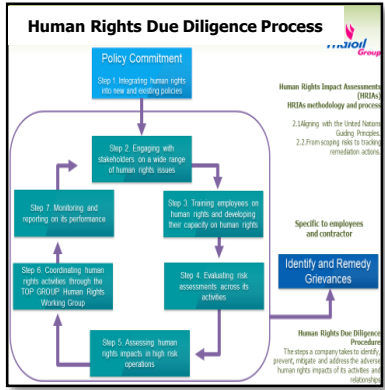 Human Rights Due Diligence Process
Thaioil
Group
Policy Commitment
Step 1. Integrating human rights
into new and existing policies
Human Rights Impact Assessments
(HRIAs)
HRIAs methodology and process
2.1Aligning with the United Nations
Guiding Principles.
2.2.From scoping risks to tracking
remediation actions.
Step 2. Engaging with
stakeholders on a wide range
of human rights issues
Step 7. Monitoring and
reporting on its performance
Step 3. Training employees on
human rights and developing
their capacity on human rights
Specific to employees
and contractor
Step 6. Coordinating human
rights activities through the
TOP GROUP Human Rights
Working Group
Step 4. Evaluating risk
assessments across its
activities
Identify and Remedy
Grievances
Step 5. Assessing human
rights impacts in high risk
operations
Human Rights Due Diligence
Procedure
The steps a company takes to identify,
prevent, mitigate and address the adverse
human rights impacts of its activities and
relationships